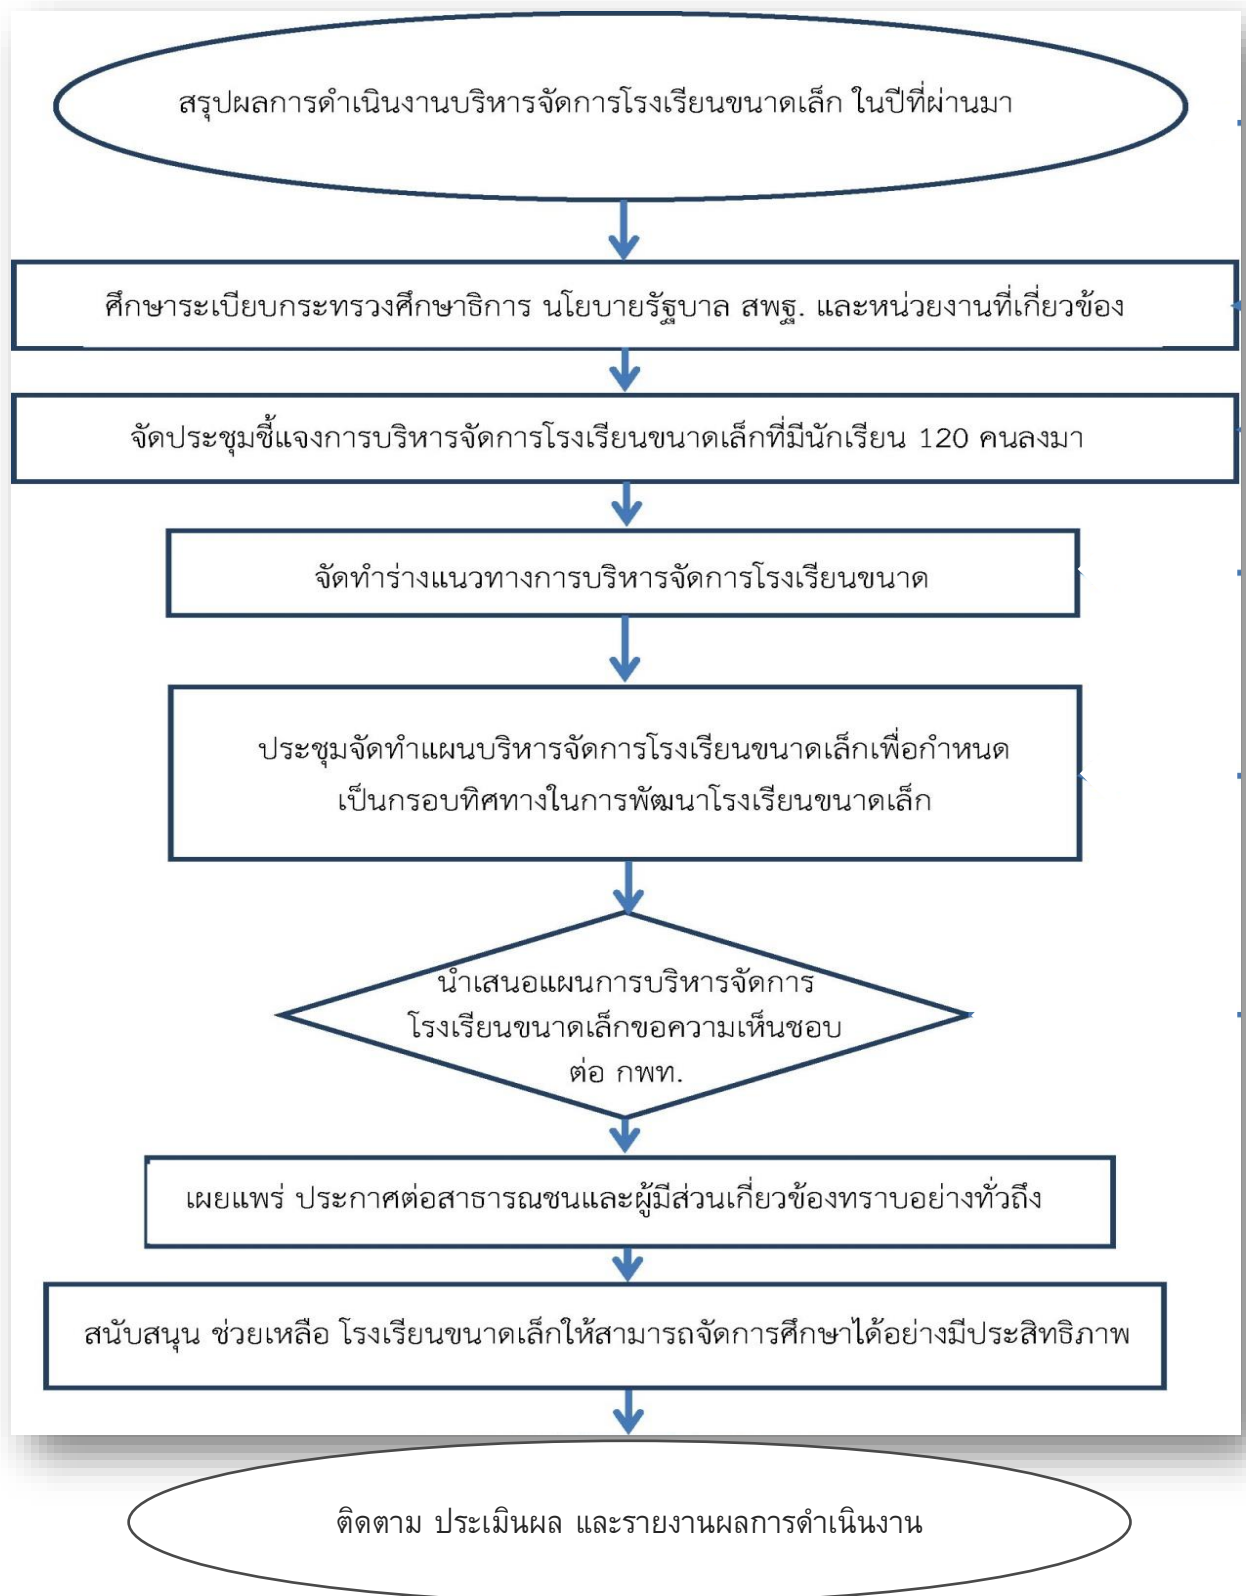 สรุปผลการดำเนินงานบริหารจัดการโรงเรียนขนาดเล็ก ในปีที่ผ่านมา
ศึกษาระเบียบกระทรวงศึกษาธิการ นโยบายรัฐบาล สพฐ. และหน่วยงานที่เกี่ยวข้อง
จัดประชุมชี้แจงการบริหารจัดการโรงเรียนขนาดเล็กที่มีนักเรียน 120 คนลงมา
จัดทำร่างแนวทางการบริหารจัดการโรงเรียนขนาด
ประชุมจัดทำแผนบริหารจัดการโรงเรียนขนาดเล็กเพื่อกำหนด
เป็นกรอบทิศทางในการพัฒนาโรงเรียนขนาดเล็ก
นำเสนอแผนการบริหารจัดการ
โรงเรียนขนาดเล็กขอความเห็นชอบ
ต่อ กพท.
เผยแพร่ ประกาศต่อสาธารณชนและผู้มีส่วนเกี่ยวข้องทราบอย่างทั่วถึง
สนับสนุน ช่วยเหลือ โรงเรียนขนาดเล็กให้สามารถจัดการศึกษาได้อย่างมีประสิทธิภาพ
ติดตาม ประเมินผล และรายงานผลการดำเนินงาน